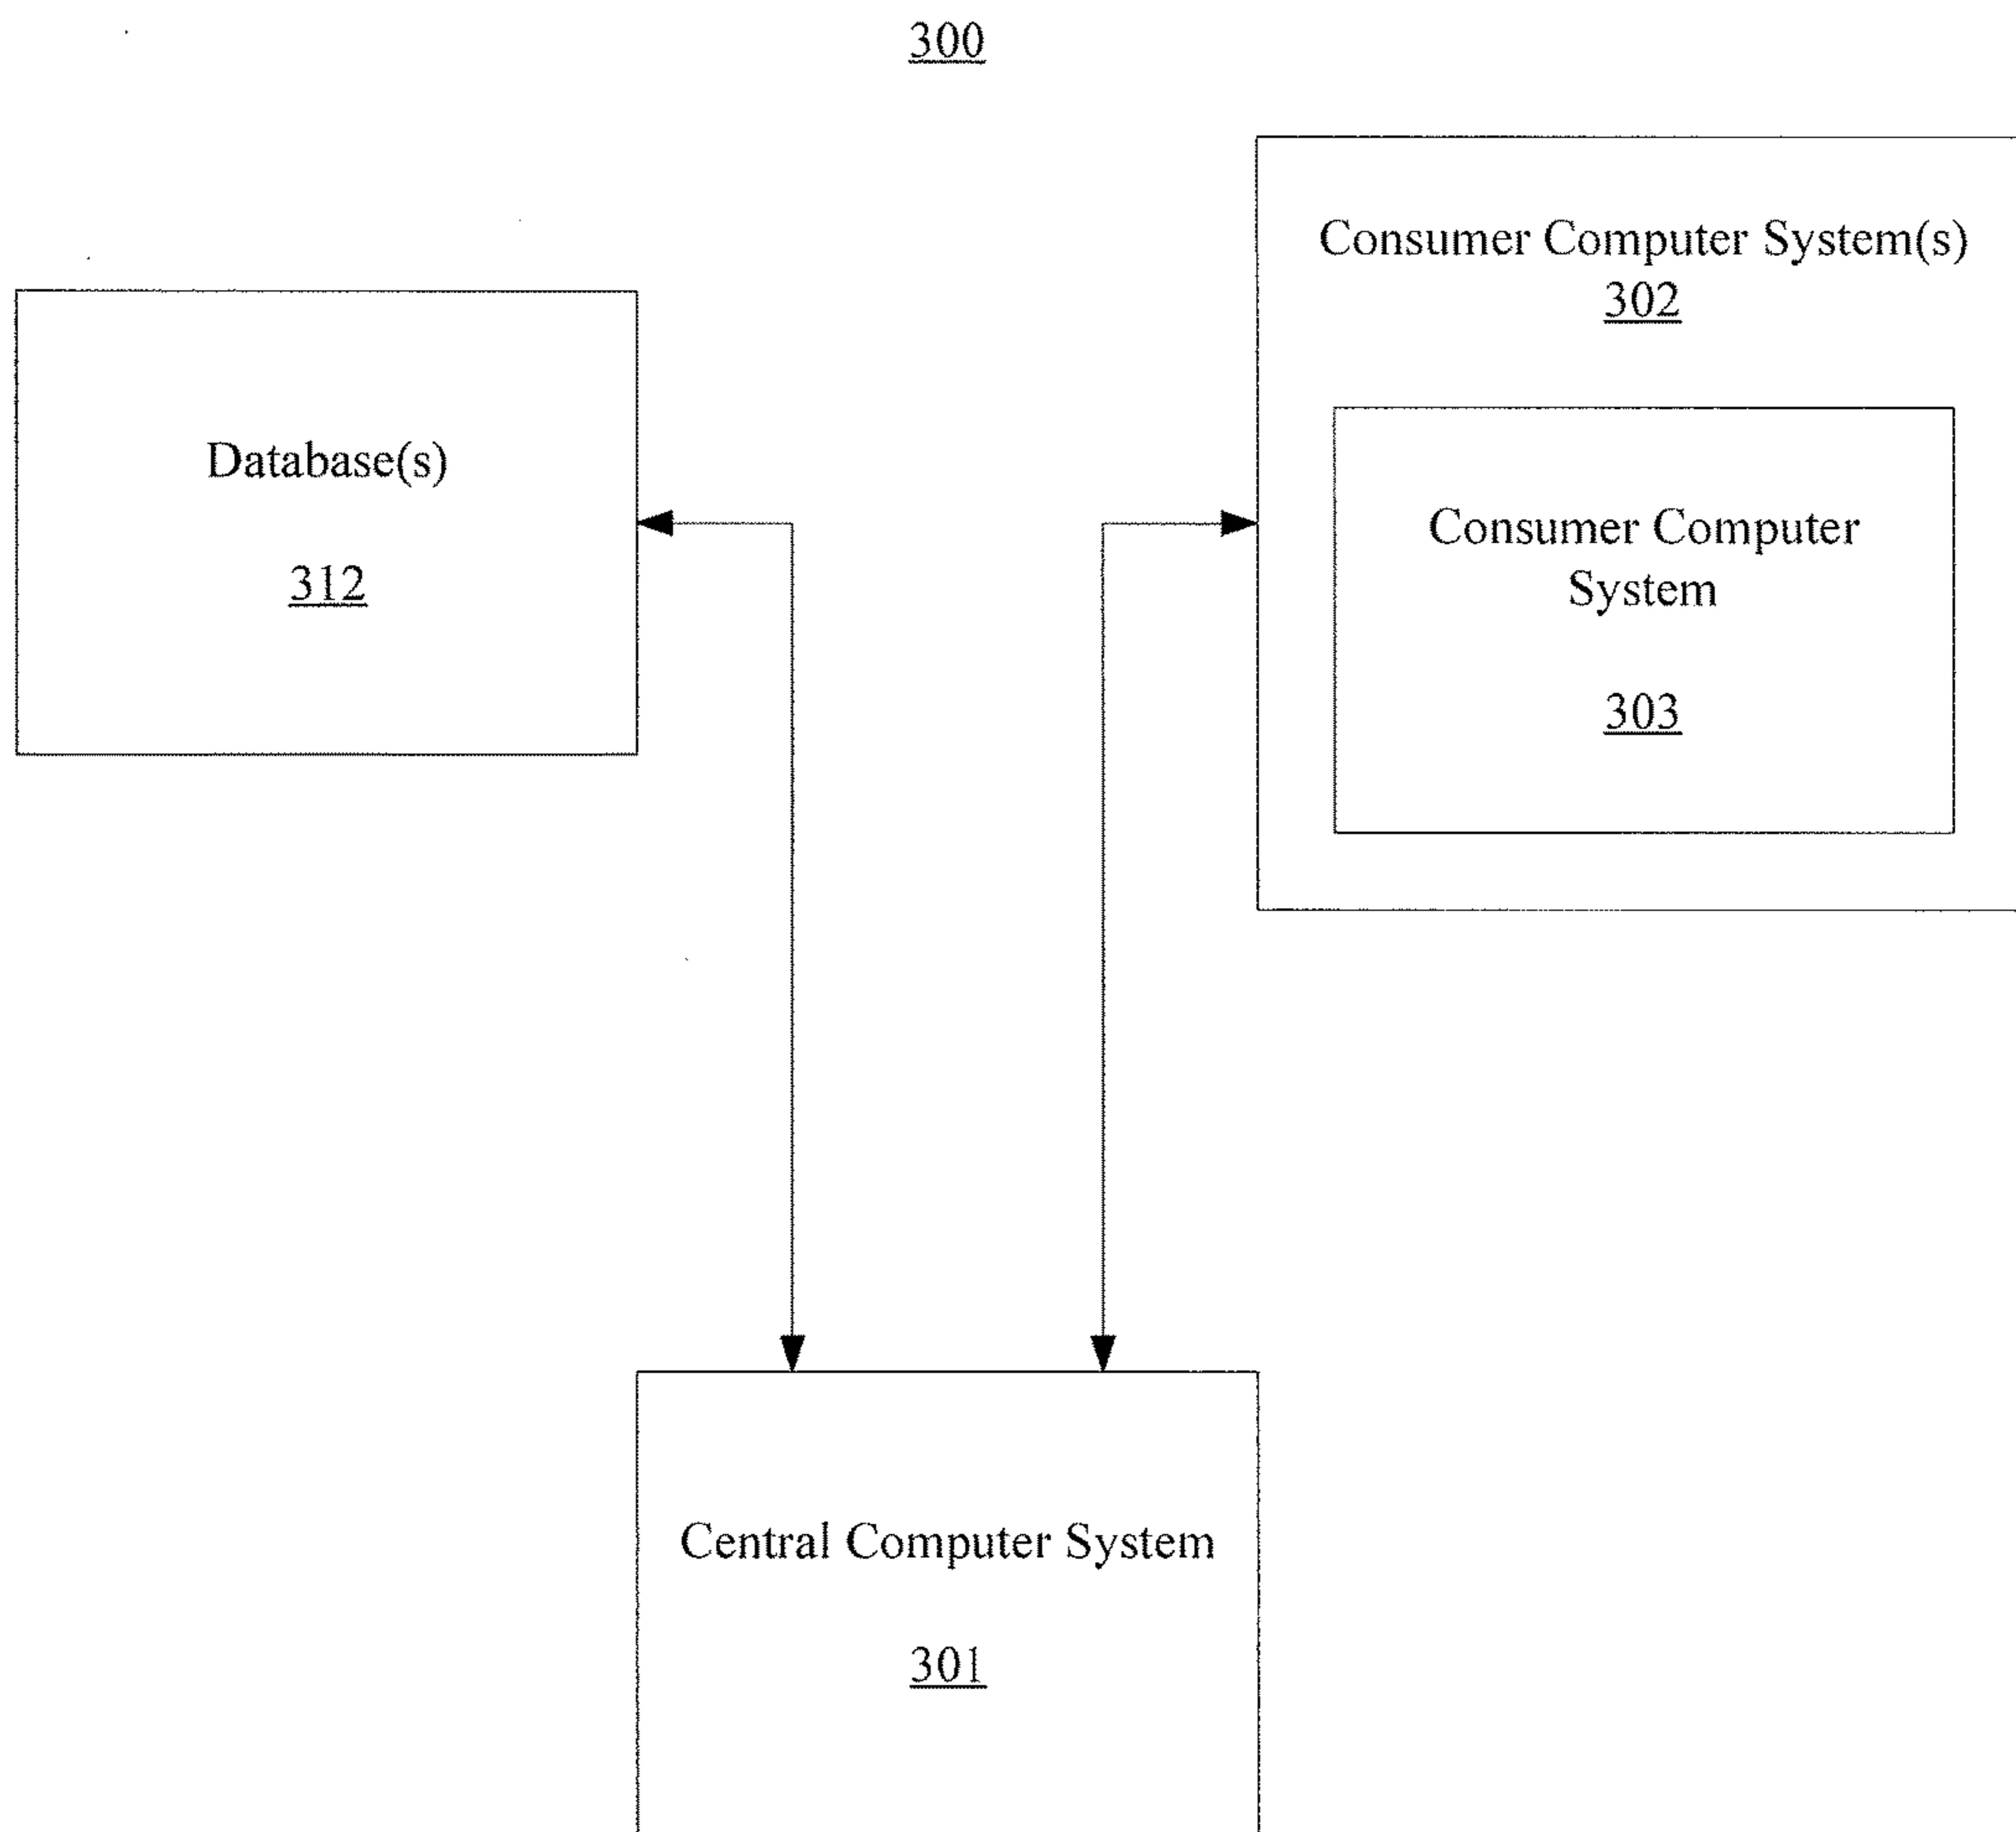 300
Consumer Computer System(s)
302
Database(s)
312
Consumer Computer
System
303
Central Computer System
301